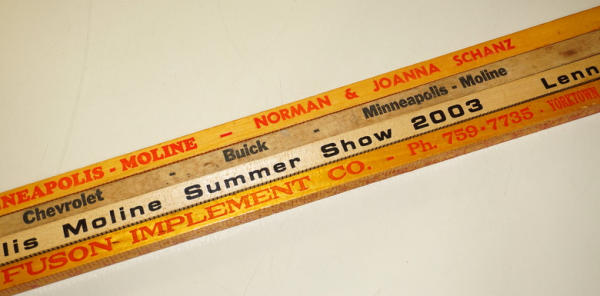 NEAPOLIS - MOLINE - NORMAN & JOANNA SCHANZ
Chevrolet - Buick - Minneapolis - Moline
lis Moline Summer Show 2003 Lenn
FUSON IMPLEMENT CO. - Ph. 759-7735 - YORKTOWN